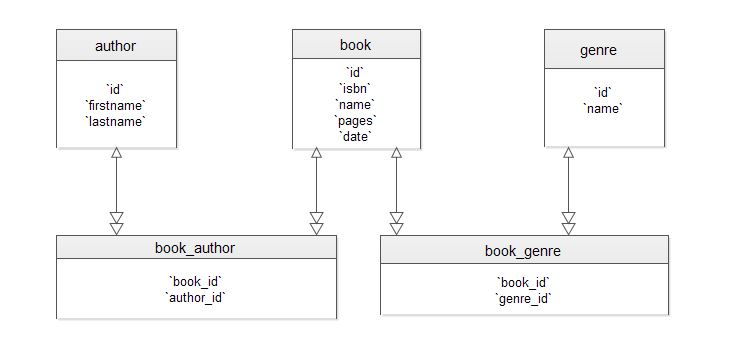 author
`id`
`firstname`
`lastname`
book
`id`
`isbn`
`name`
`pages`
`date`
genre
`id`
`name`
book_author
`book_id`
`author_id`
book_genre
`book_id`
`genre_id`